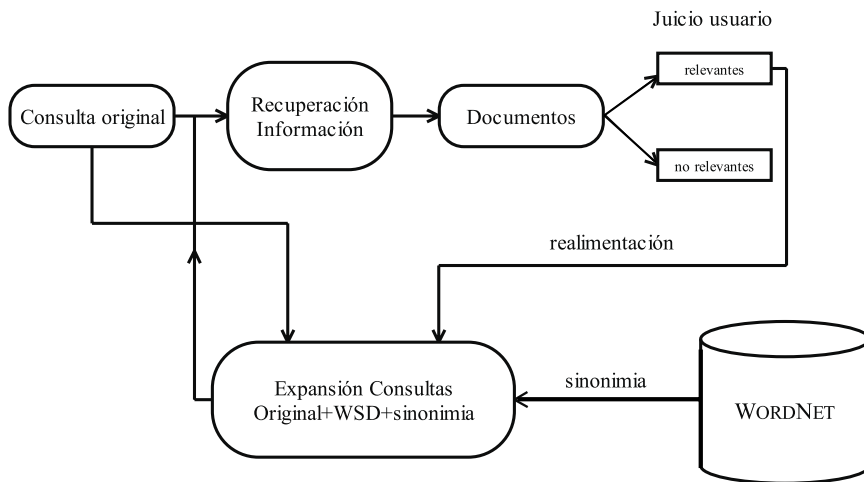 Juicio usuario
relevantes
Consulta original
Recuperación
Información
Documentos
no relevantes
realimentación
Expansión Consultas
Original+WSD+sinonimia
sinonimia
WORDNET